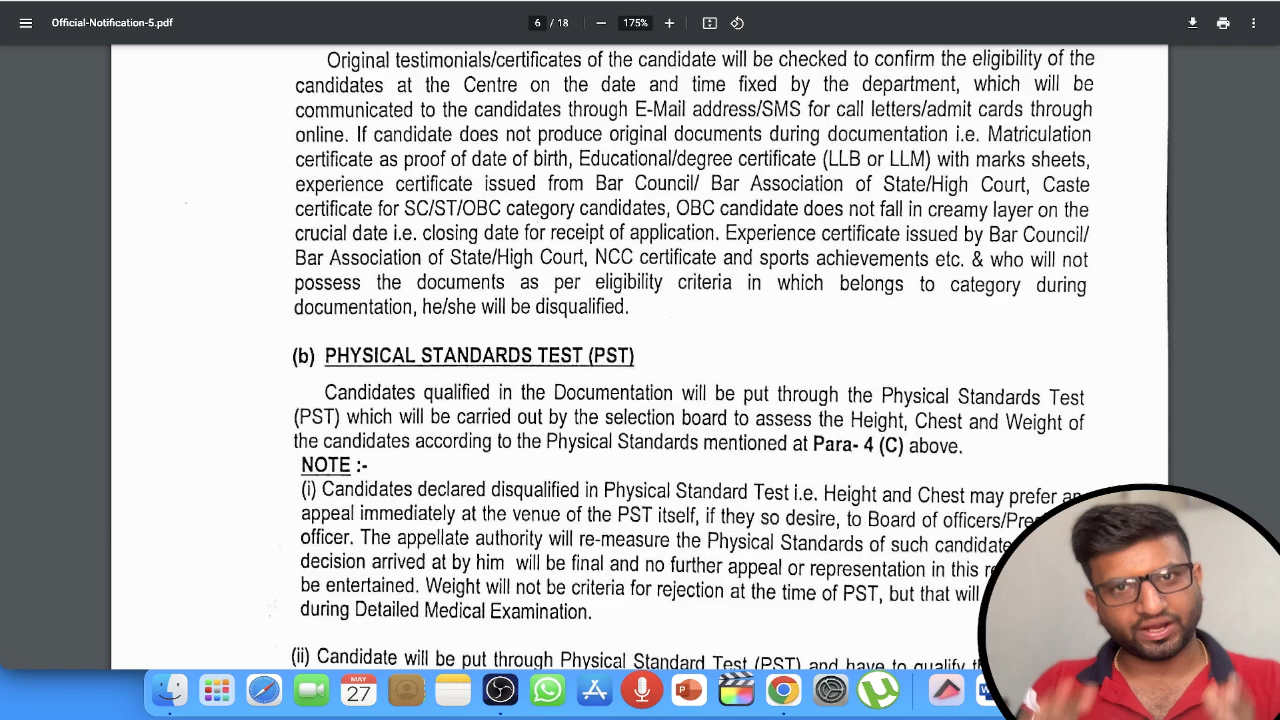 Official-Notification-5.pdf
6 / 18
175%
Original testimonials/certificates of the candidate will be checked to confirm the eligibility of the
candidates at the Centre on the date and time fixed by the department, which will be
communicated to the candidates through E-Mail address/SMS for call letters/admit cards through
online. If candidate does not produce original documents during documentation i.e. Matriculation
certificate as proof of date of birth, Educational/degree certificate (LLB or LLM) with marks sheets,
experience certificate issued from Bar Council/ Bar Association of State/High Court, Caste
certificate for SC/ST/OBC category candidates, OBC candidate does not fall in creamy layer on the
crucial date i.e. closing date for receipt of application. Experience certificate issued by Bar Council/
Bar Association of State/High Court, NCC certificate and sports achievements etc. & who will not
possess the documents as per eligibility criteria in which belongs to category during
documentation, he/she will be disqualified.
(b) PHYSICAL STANDARDS TEST (PST)
Candidates qualified in the Documentation will be put through the Physical Standards Test
(PST) which will be carried out by the selection board to assess the Height, Chest and Weight of
the candidates according to the Physical Standards mentioned at Para- 4 (C) above.
NOTE :-
(i) Candidates declared disqualified in Physical Standard Test i.e. Height and Chest may prefer an
appeal immediately at the venue of the PST itself, if they so desire, to Board of officers/
officer. The appellate authority will re-measure the Physical Standards of such
decision arrived at by him will be final and no further appeal or representation in this
be entertained. Weight will not be criteria for rejection at the time of PST, but that will
during Detailed Medical Examination.
(ii) Candidate will be put through Physical Standard Test (PST) and have to qualify
MAY
27